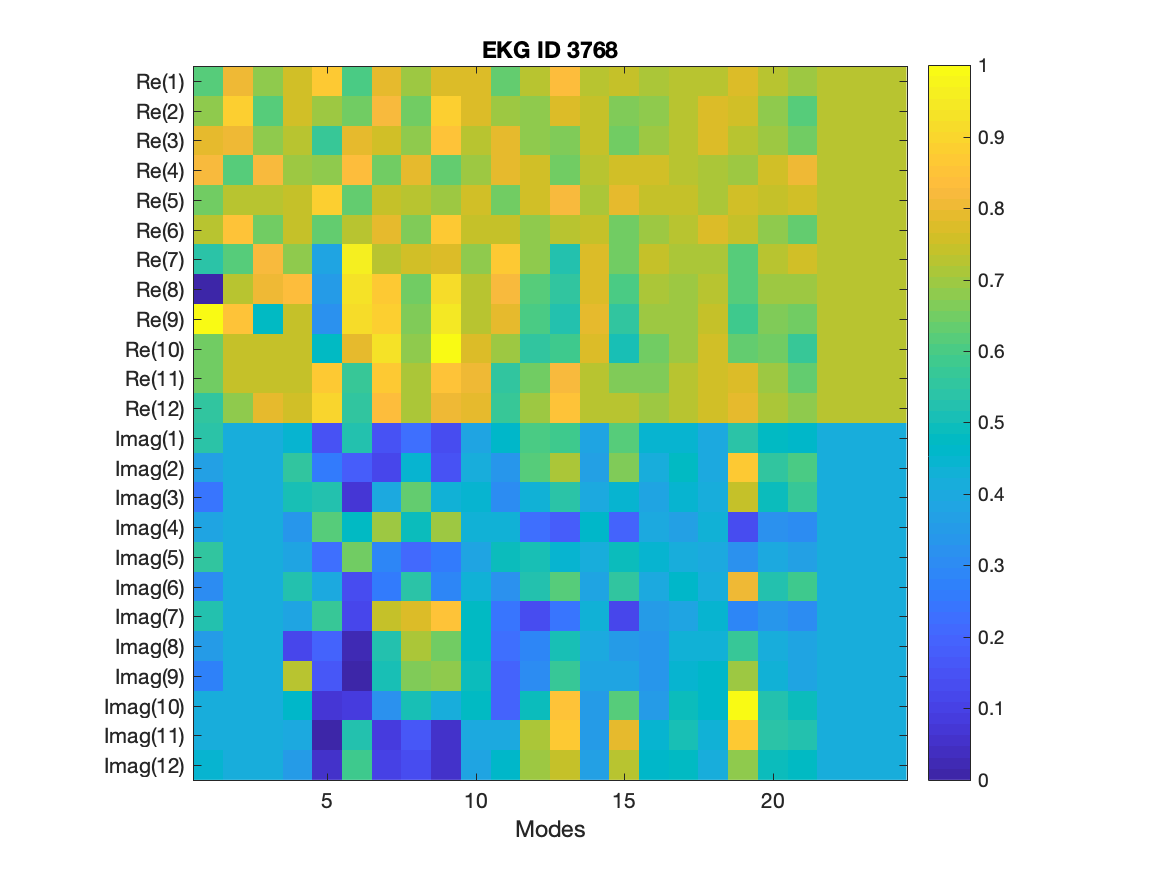 EKG ID 3768
Re(1)
Re(2)
Re(3)
Re(4)
Re(5)
Re(6)
Re(7)
Re(8)
Re(9)
Re(10)
Re(11)
Re(12)
Imag(1)
Imag(2)
Imag(3)
Imag(4)
Imag(5)
Imag(6)
Imag(7)
Imag(8)
Imag(9)
Imag(10)
Imag(11)
Imag(12)
5 10 15 20
Modes
1
0.9
0.8
0.7
0.6
0.5
0.4
0.3
0.2
0.1
0